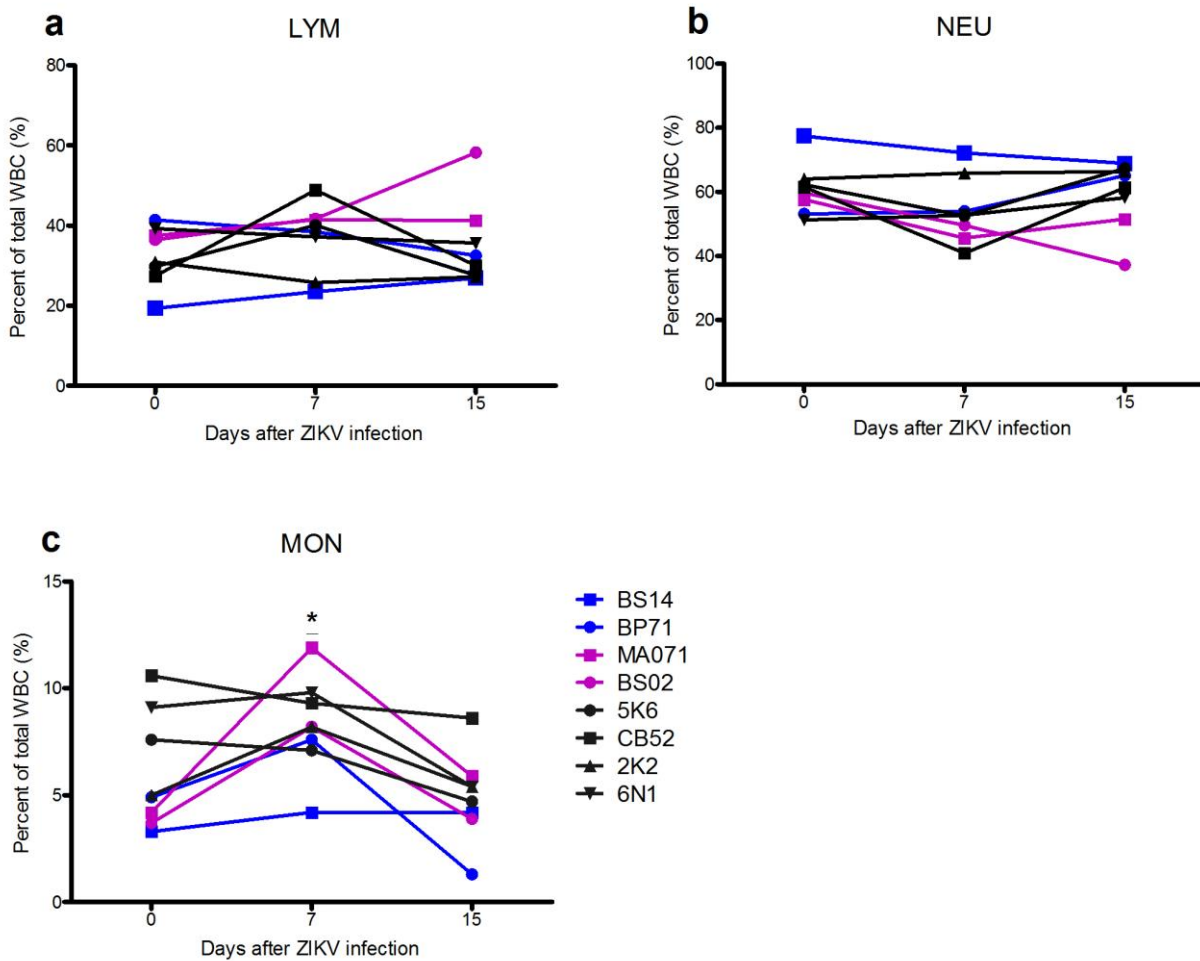 a
LYM
Percent of total WBC (%)
80
60
40
20
0
0 7 15
Days after ZIKV infection
b
NEU
Percent of total WBC (%)
100
80
60
40
20
0
0 7 15
Days after ZIKV infection
c
MON
Percent of total WBC (%)
15
10
5
0
*
0 7 15
Days after ZIKV infection
BS14
BP71
MA071
BS02
5K6
CB52
2K2
6N1